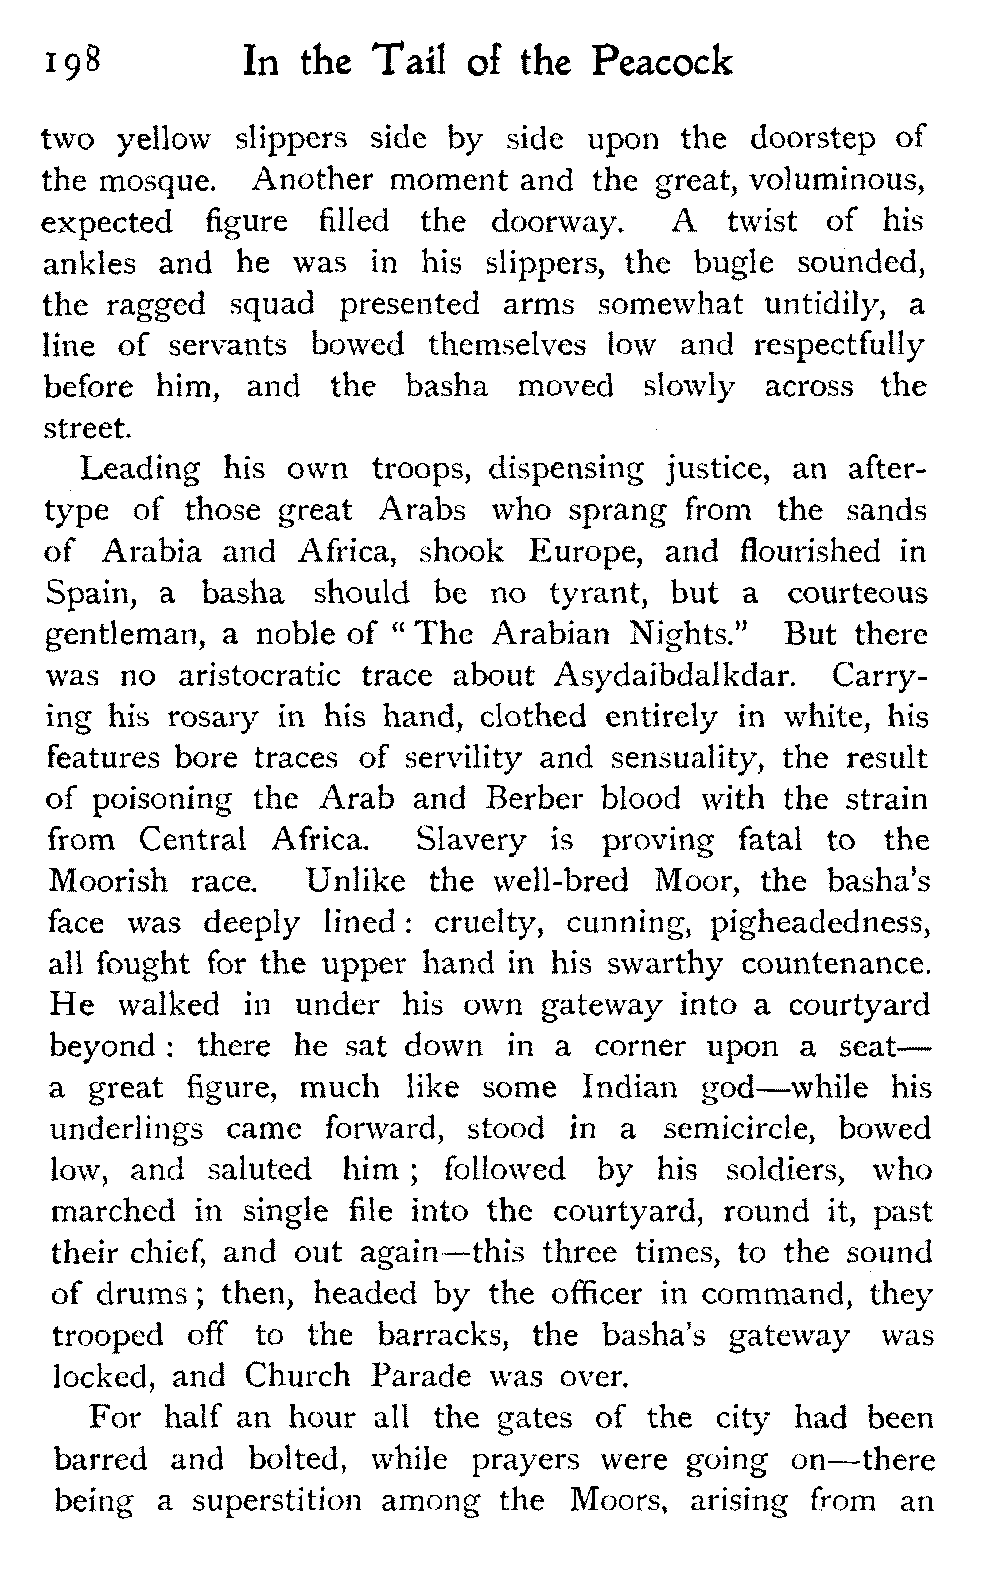 198 In the Tail of the Peacock
two yellow slippers side by side upon the doorstep of
the mosque. Another moment and the great, voluminous,
expected figure filled the doorway. A twist of his
ankles and he was in his slippers, the bugle sounded,
the ragged squad presented arms somewhat untidily, a
line of servants bowed themselves low and respectfully
before him, and the basha moved slowly across the
street.
Leading his own troops, dispensing justice, an after-
type of those great Arabs who sprang from the sands
of Arabia and Africa, shook Europe, and flourished in
Spain, a basha should be no tyrant, but a courteous
gentleman, a noble of “ The Arabian Nights.” But there
was no aristocratic trace about Asydaibdalkdar. Carry-
ing his rosary in his hand, clothed entirely in white, his
features bore traces of servility and sensuality, the result
of poisoning the Arab and Berber blood with the strain
from Central Africa. Slavery is proving fatal to the
Moorish race. Unlike the well-bred Moor, the basha's
face was deeply lined : cruelty, cunning, pigheadedness,
all fought for the upper hand in his swarthy countenance.
He walked in under his own gateway into a courtyard
beyond : there he sat down in a corner upon a seat—
a great figure, much like some Indian god—while his
underlings came forward, stood in a semicircle, bowed
low, and saluted him ; followed by his soldiers, who
marched in single file into the courtyard, round it, past
their chief, and out again—this three times, to the sound
of drums ; then, headed by the officer in command, they
trooped off to the barracks, the basha's gateway was
locked, and Church Parade was over.
For half an hour all the gates of the city had been
barred and bolted, while prayers were going on—there
being a superstition among the Moors, arising from an